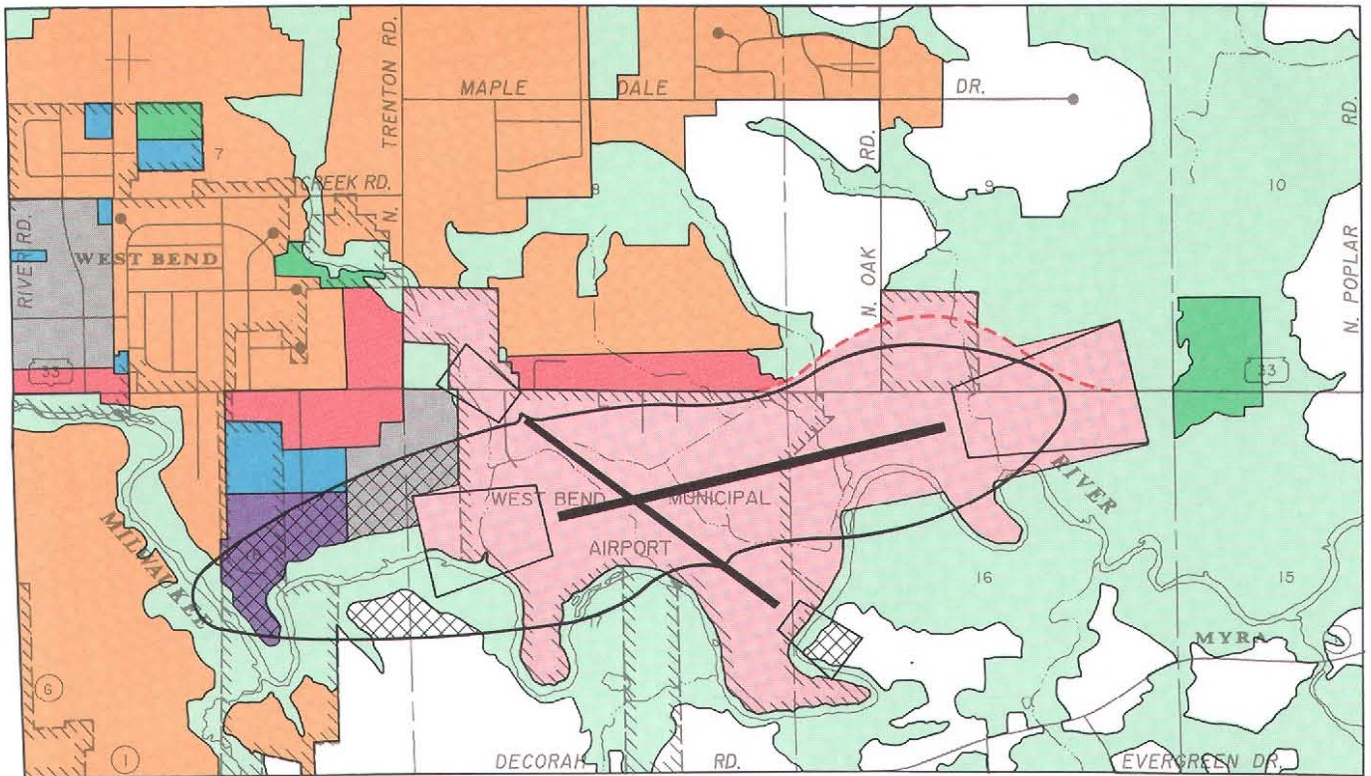 TRENTON RD.
MAPLE DALE DR.
RD.
RD.
7
CREEK RD.
8
9
10
N.
RIVER RD.
WEST BEND
N. OAK
N. POPLAR
33
33
WEST BEND MUNICIPAL
AIRPORT
RIVER
MILWAUKEE
16
15
17
MYRA
6
1
DECORAH RD.
EVERGREEN DR.